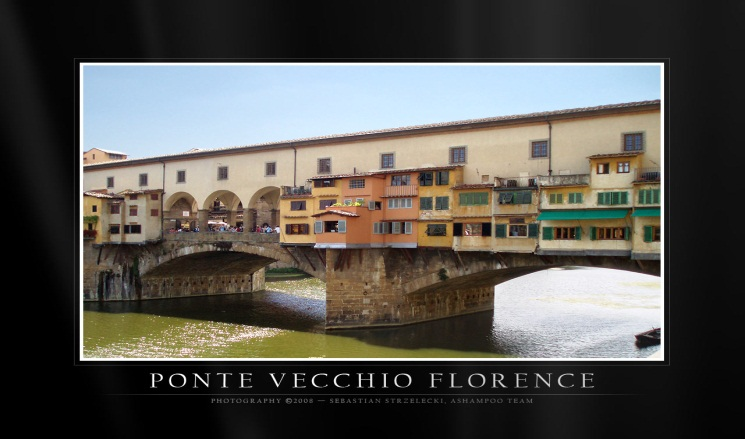 PONTE VECCHIO FLORENCE
PHOTOGRAPHY ©2008 — SEBASTIAN STRZELECKI, ASHAMPOO TEAM